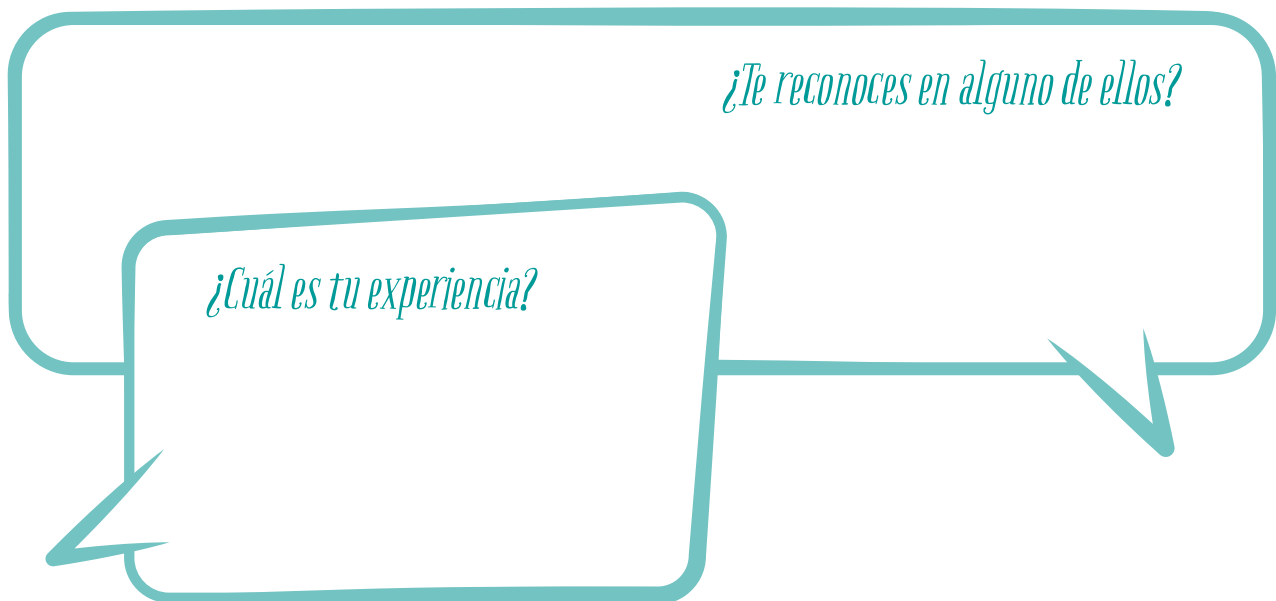 ¿Te reconoces en alguno de ellos?
¿Cuál es tu experiencia?